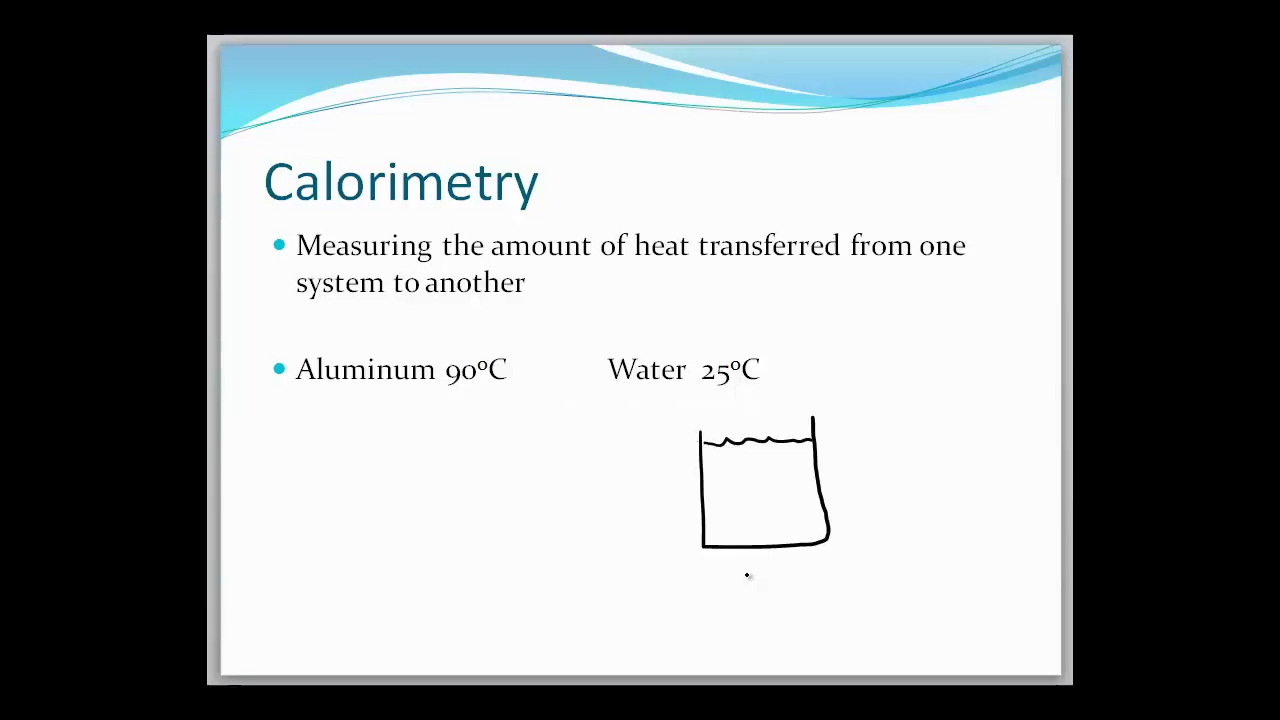 Calorimetry
Measuring the amount of heat transferred from one
system to another
Aluminum 90°C Water 25°C